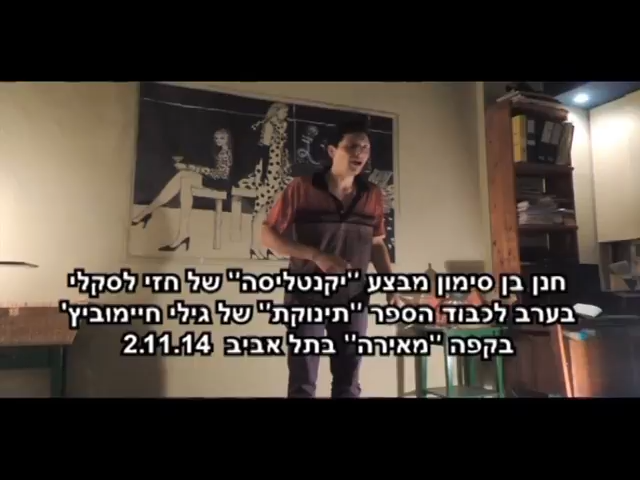 חנן בן סימון מבצע "יקנטליסה" של חזי לסקלי
בערב לכבוד הספר "תינוקת" של גילי חיימוביץ'
בקפה "מאירה" בתל אביב 2.11.14